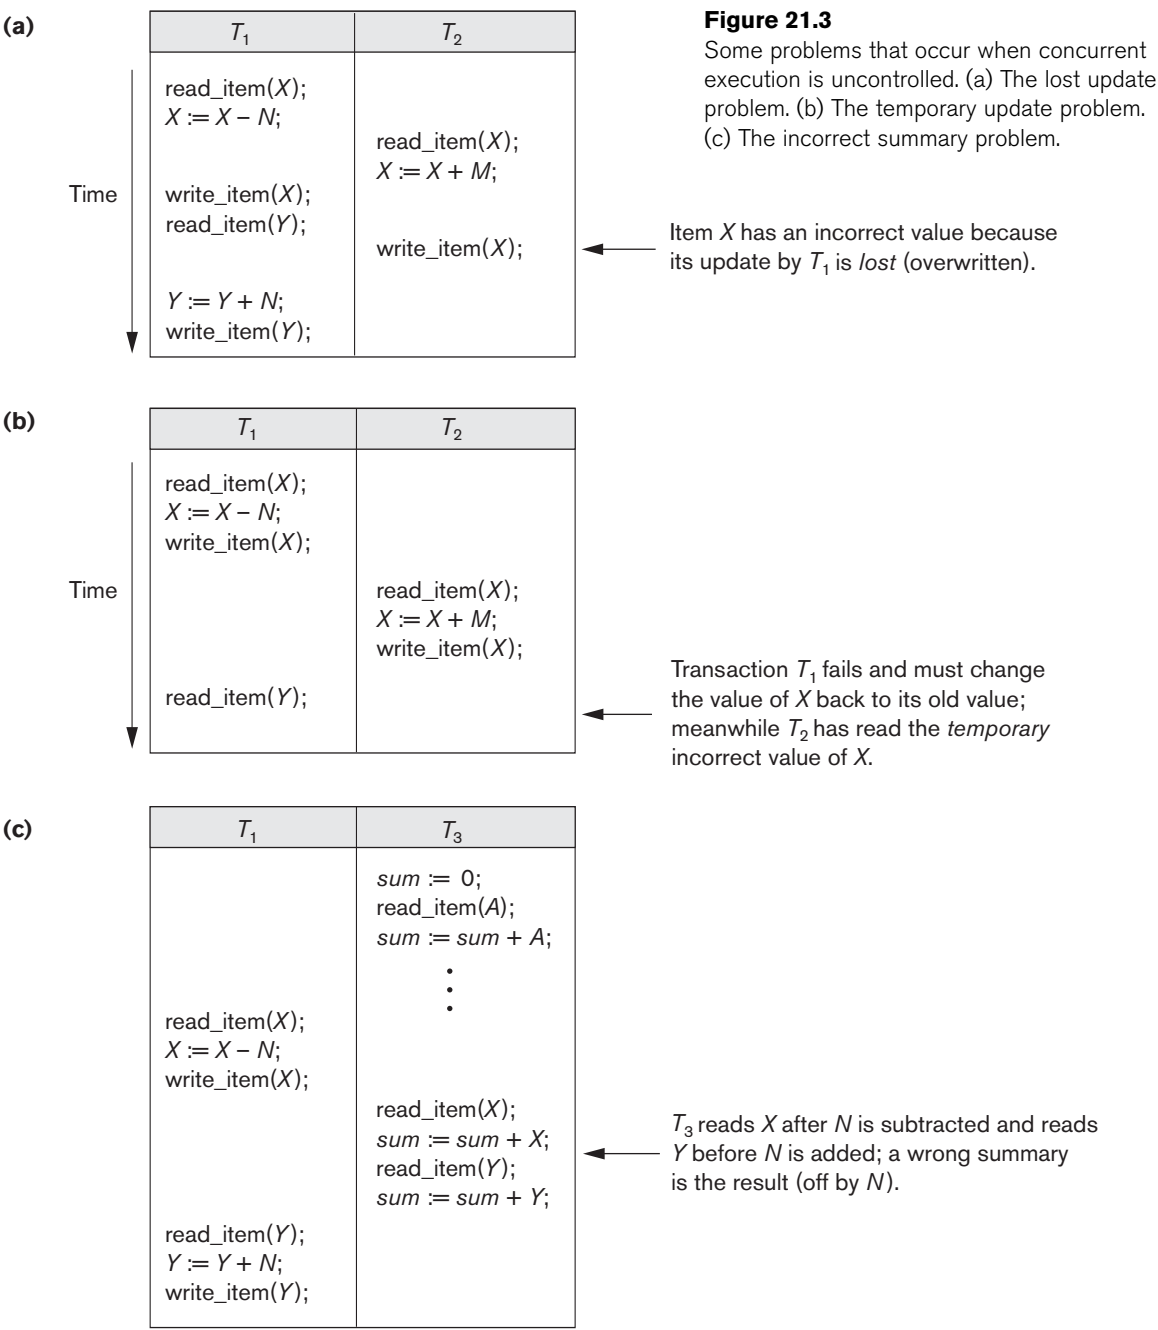 (a)
T1 T2
read_item(X);
X := X – N;
read_item(X);
X := X + M;
Time
write_item(X);
read_item(Y);
write_item(X);
Y := Y + N;
write_item(Y);
Figure 21.3
Some problems that occur when concurrent
execution is uncontrolled. (a) The lost update
problem. (b) The temporary update problem.
(c) The incorrect summary problem.
Item X has an incorrect value because
its update by T1 is lost (overwritten).
(b)
T1 T2
read_item(X);
X := X – N;
write_item(X);
Time
read_item(X);
X := X + M;
write_item(X);
read_item(Y);
Transaction T1 fails and must change
the value of X back to its old value;
meanwhile T2 has read the temporary
incorrect value of X.
(c)
T1 T3
sum := 0;
read_item(A);
sum := sum + A;
read_item(X);
X := X – N;
write_item(X);
read_item(X);
sum := sum + X;
read_item(Y);
sum := sum + Y;
T3 reads X after N is subtracted and reads
Y before N is added; a wrong summary
is the result (off by N).
read_item(Y);
Y := Y + N;
write_item(Y);